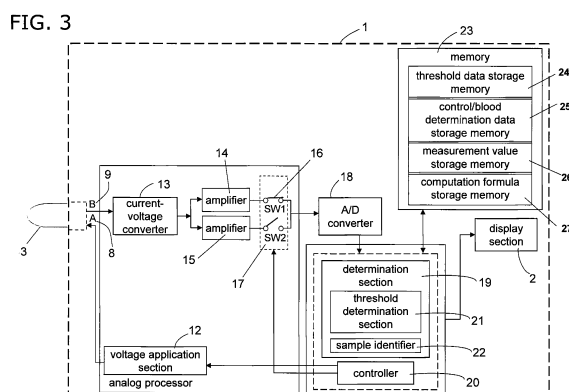 FIG. 3
1
23
memory
threshold data storage
memory
24
control/blood
determination data
storage memory
25
measurement value
storage memory
26
computation formula
storage memory
27
14
16
9
13
amplifier
18
B
current-
voltage
converter
SW1
A/D
converter
A
amplifier
SW2
display
section
3
8
15
17
2
determination
section
19
12
threshold
determination
section
21
voltage application
section
sample identifier
22
analog processor
controller
20